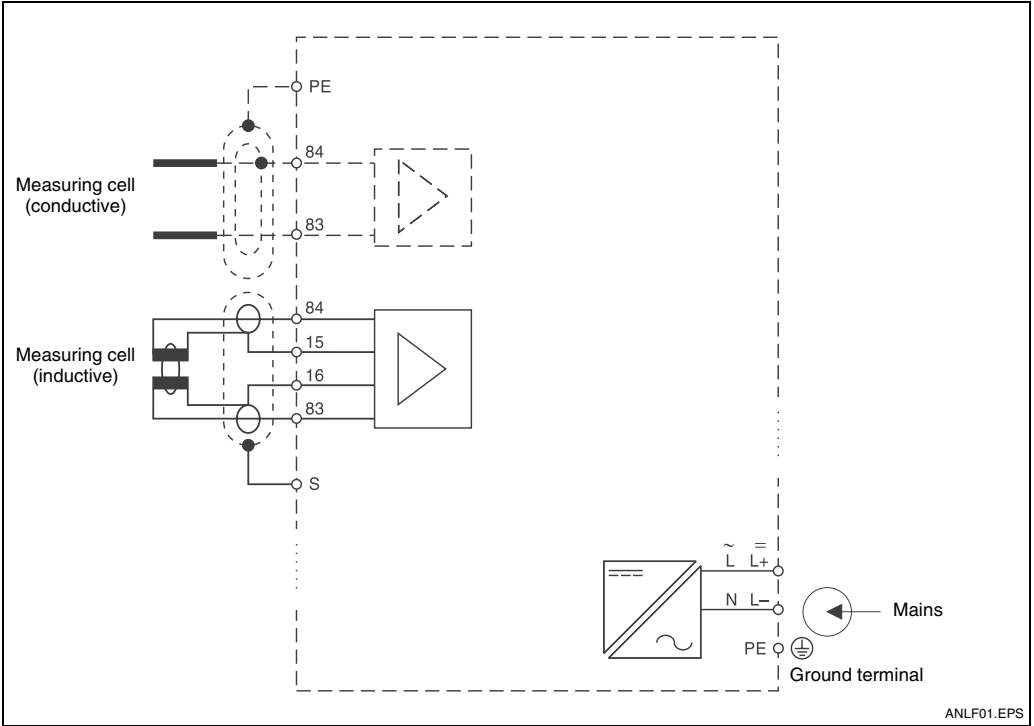 PE
84
Measuring cell
(conductive)
83
84
15
Measuring cell
(inductive)
16
83
S
~ =
L L+
N L–
Mains
PE
Ground terminal
ANLF01.EPS